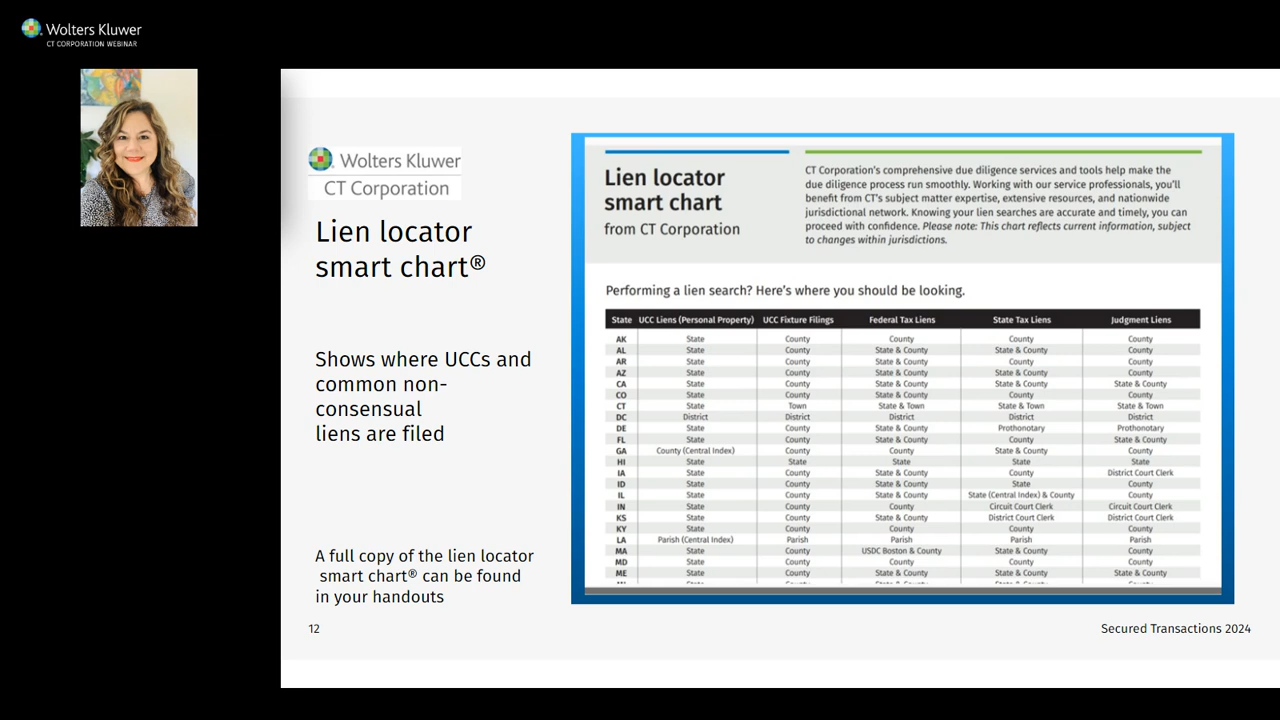 Wolters Kluwer
CT CORPORATION WEBINAR
Wolters Kluwer
CT Corporation
Lien locator
smart chart®
Shows where UCCs and
common non-
consensual
liens are filed
A full copy of the lien locator
smart chart® can be found
in your handouts
12
Lien locator
smart chart
from CT Corporation
CT Corporation's comprehensive due diligence services and tools help make the
due diligence process run smoothly. Working with our service professionals, you'll
benefit from CT's subject matter expertise, extensive resources, and nationwide
jurisdictional network. Knowing your lien searches are accurate and timely, you can
proceed with confidence. Please note: This chart reflects current information, subject
to changes within jurisdictions.
Performing a lien search? Here's where you should be looking.
State UCC Liens (Personal Property) UCC Fixture Filings Federal Tax Liens State Tax Liens Judgment Liens
AK State County County County County
AL State County State & County State & County County
AR State County State & County County County
AZ State County State & County State & County County
CA State County State & County State & County State & County
CO State County State & County County County
CT State Town State & Town State & Town State & Town
DC District District District District District
DE State County State & County Prothonotary Prothonotary
FL State County State & County County State & County
GA County (Central Index) County County State & County County
HI State State State State State
IA State County State & County County District Court Clerk
ID State County State & County State County
IL State County State & County State (Central Index) & County County
IN State County County Circuit Court Clerk Circuit Court Clerk
KS State County State & County District Court Clerk District Court Clerk
KY State County County County County
LA Parish (Central Index) Parish Parish Parish Parish
MA State County USDC Boston & County State & County County
MD State County County County County
ME State County State & County State & County State & County
Secured Transactions 2024